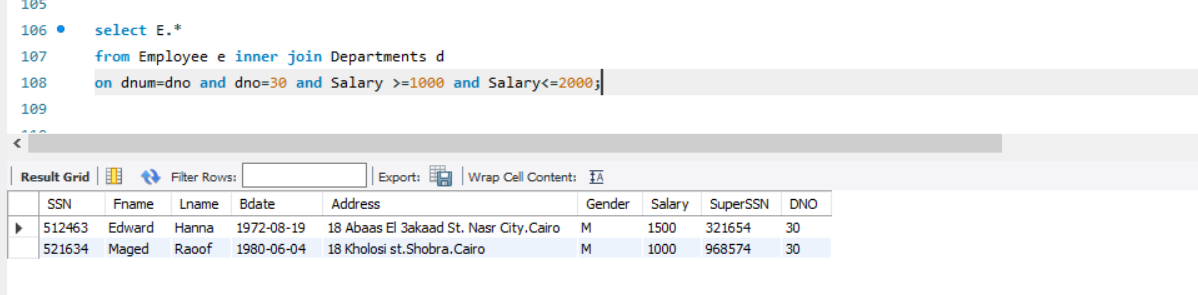 105
106 select E.*
107 from Employee e inner join Departments d
108 on dnum=dno and dno=30 and Salary >=1000 and Salary<=2000;
109
Result Grid Filter Rows: Export: Wrap Cell Content: IA
SSN Fname Lname Bdate Address Gender Salary SuperSSN DNO
512463 Edward Hanna 1972-08-19 18 Abaas El 3akaad St. Nasr City.Cairo M 1500 321654 30
521634 Maged Raoof 1980-06-04 18 Kholosi st.Shobra.Cairo M 1000 968574 30